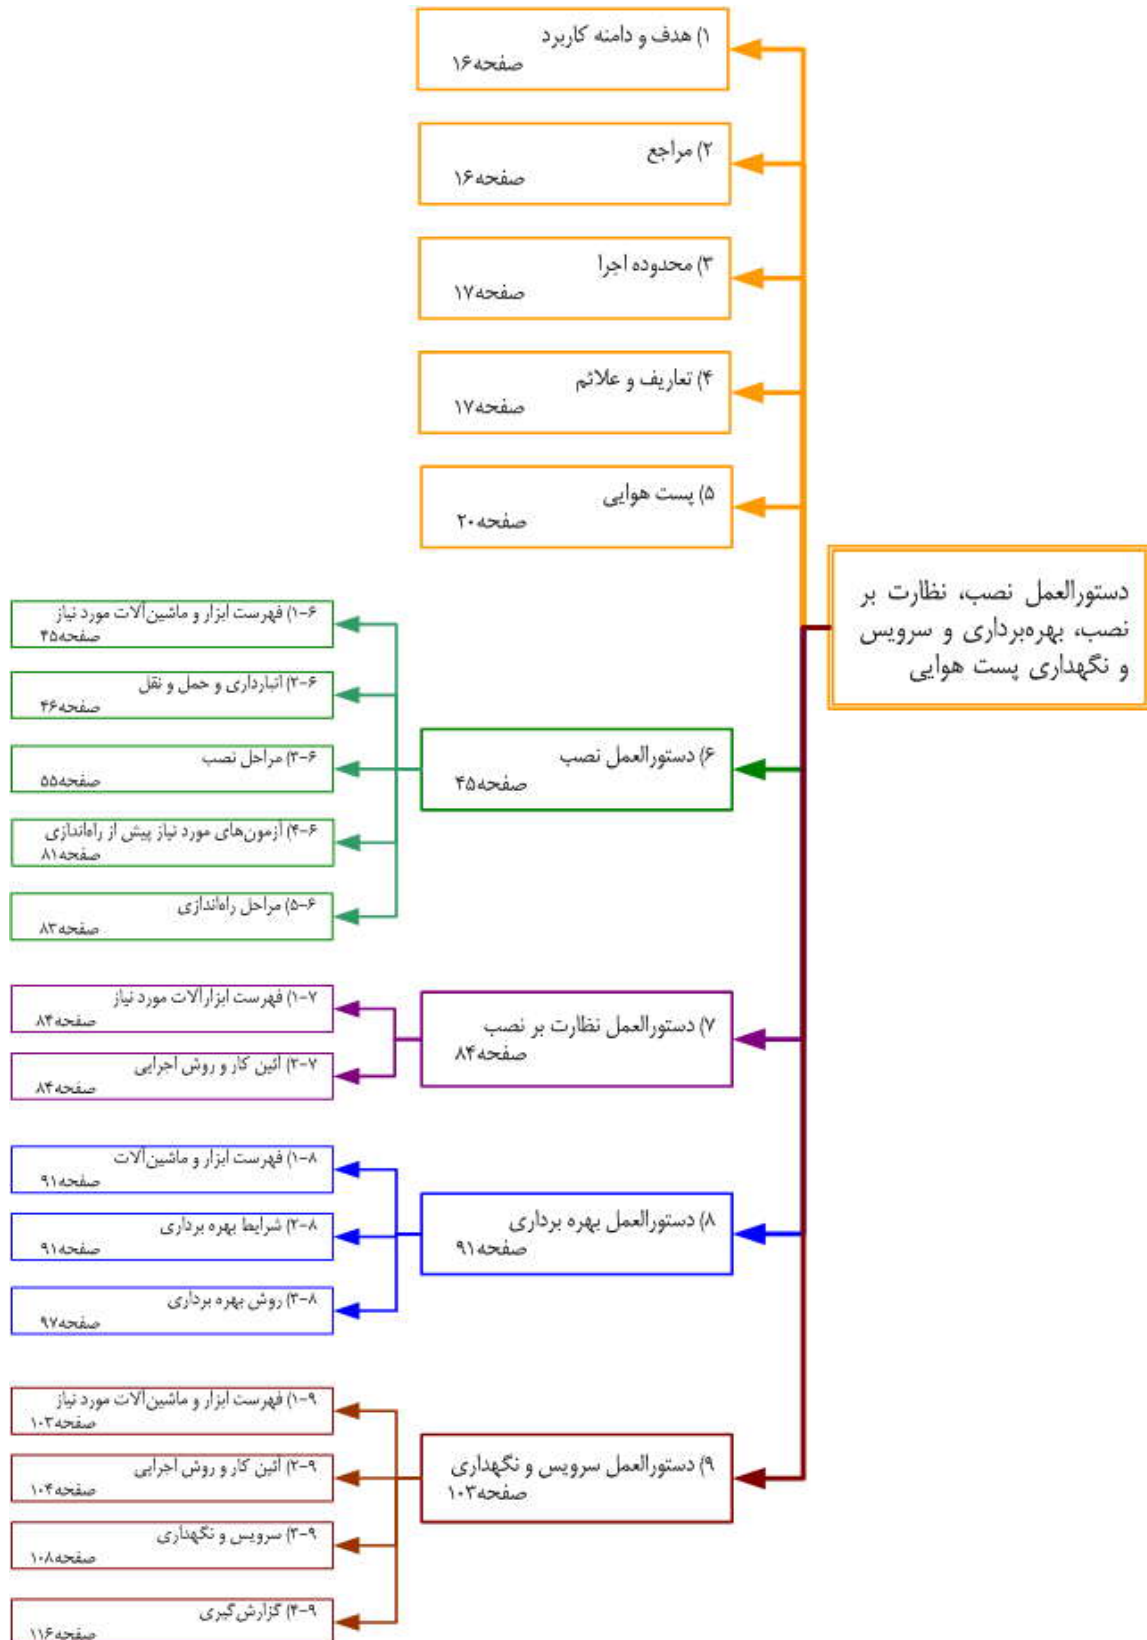 دستورالعمل نصب، نظارت بر
نصب، بهره‌برداری و سرویس
و نگهداری پست هوایی
۱) هدف و دامنه کاربرد
صفحه۱۶
۲) مراجع
صفحه۱۶
۳) محدوده اجرا
صفحه۱۷
۴) تعاریف و علائم
صفحه۱۷
۵) پست هوایی
صفحه۲۰
۶) دستورالعمل نصب
صفحه۴۵
۶-۱) فهرست ابزار و ماشین‌آلات مورد نیاز
صفحه۴۵
۶-۲) انبارداری و حمل و نقل
صفحه۴۶
۶-۳) مراحل نصب
صفحه۵۵
۶-۴) آزمون‌های مورد نیاز پیش از راه‌اندازی
صفحه۸۱
۶-۵) مراحل راه‌اندازی
صفحه۸۳
۷) دستورالعمل نظارت بر نصب
صفحه۸۴
۷-۱) فهرست ابزارآلات مورد نیاز
صفحه۸۴
۷-۲) آئین کار و روش اجرایی
صفحه۸۴
۸) دستورالعمل بهره برداری
صفحه۹۱
۸-۱) فهرست ابزار و ماشین‌آلات
صفحه۹۱
۸-۲) شرایط بهره برداری
صفحه۹۱
۸-۳) روش بهره برداری
صفحه۹۷
۹) دستورالعمل سرویس و نگهداری
صفحه۱۰۳
۹-۱) فهرست ابزار و ماشین‌آلات مورد نیاز
صفحه۱۰۳
۹-۲) آئین کار و روش اجرایی
صفحه۱۰۴
۹-۳) سرویس و نگهداری
صفحه۱۰۸
۹-۴) گزارش‌گیری
صفحه۱۱۶